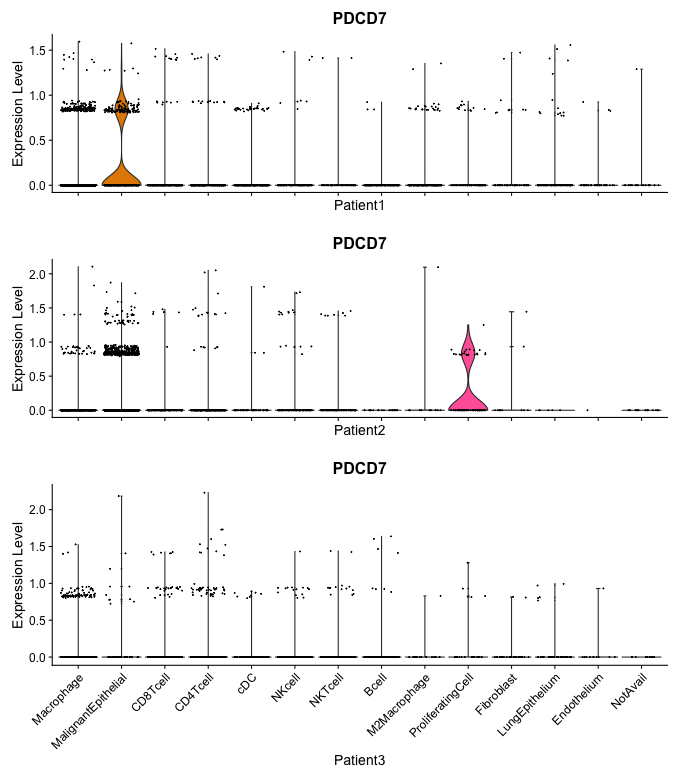 PDCD7
Expression Level
1.5
1.0
0.5
0.0
Patient1
PDCD7
Expression Level
2.0
1.5
1.0
0.5
0.0
Patient2
PDCD7
Expression Level
2.0
1.5
1.0
0.5
0.0
Macrophage
MalignantEpithelial
CD8Tcell
CD4Tcell
cDC
NKcell
NKTcell
Bcell
M2Macrophage
ProliferatingCell
Fibroblast
LungEpithelium
Endothelium
NotAvail
Patient3